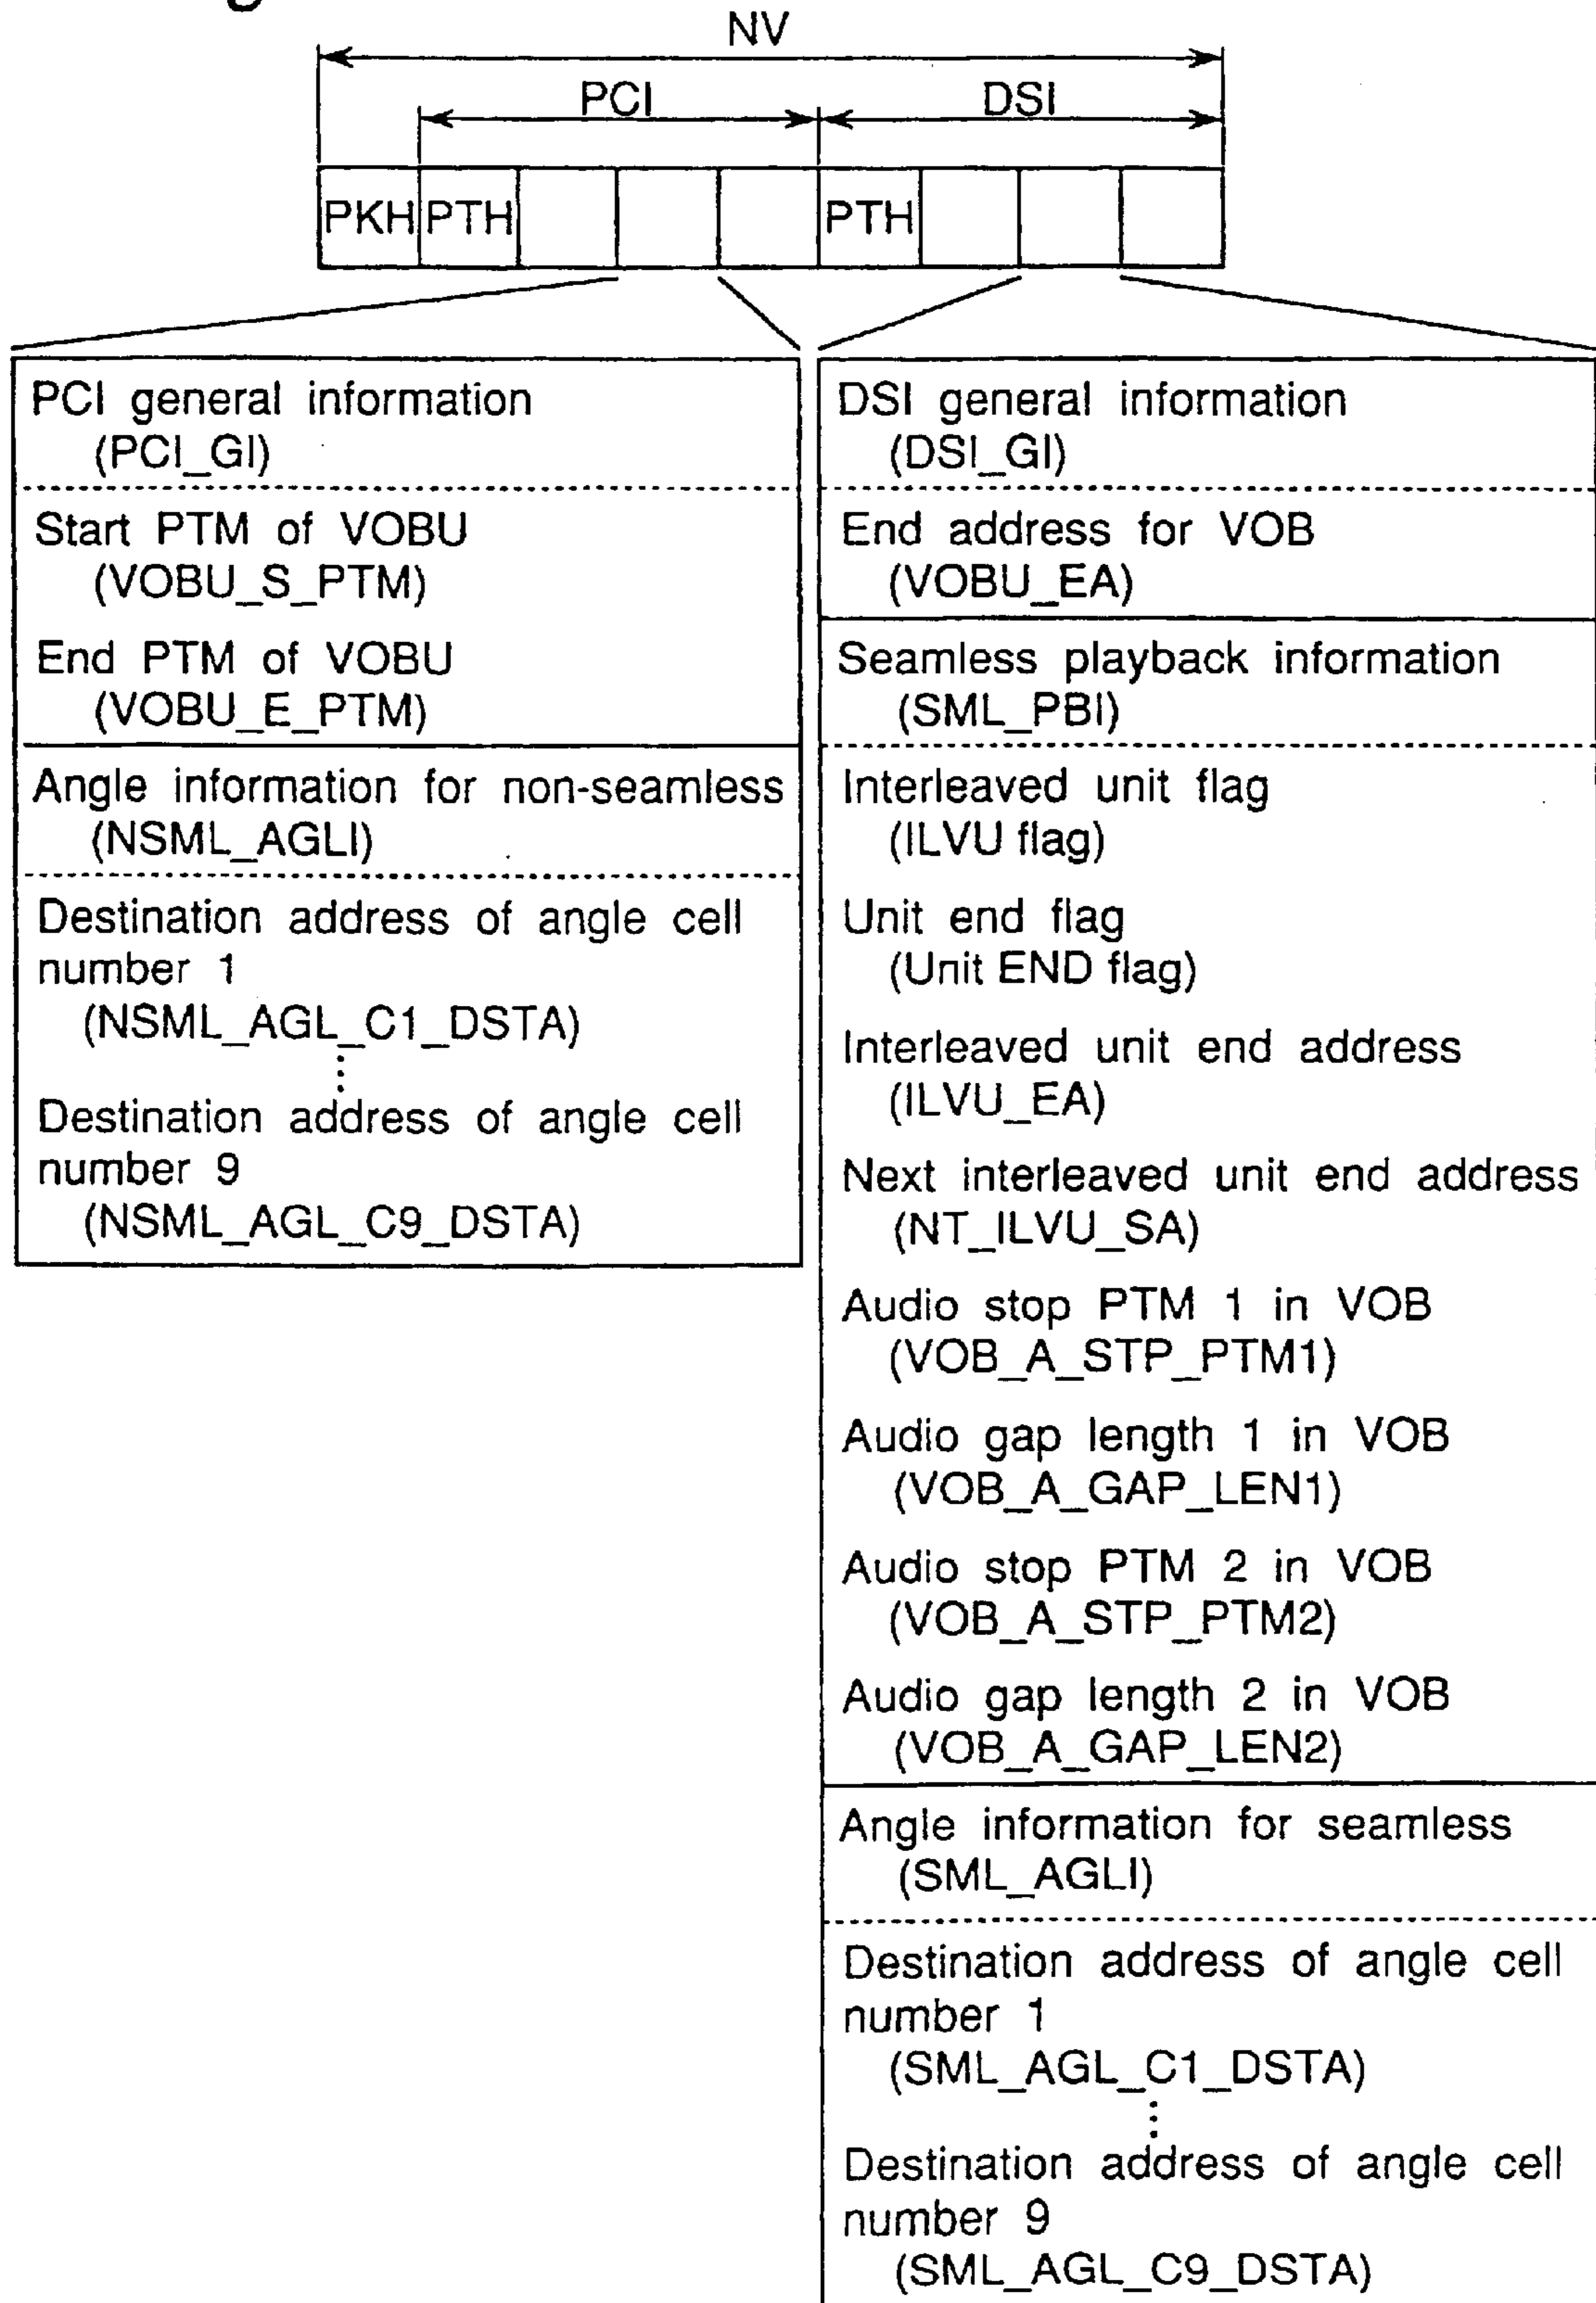 NV
PCI DSI
PKH PTH PTH
PCI general information
(PCI_GI)
Start PTM of VOBU
(VOBU_S_PTM)
End PTM of VOBU
(VOBU_E_PTM)
Angle information for non-seamless
(NSML_AGLI)
Destination address of angle cell
number 1
(NSML_AGL_C1_DSTA)
Destination address of angle cell
number 9
(NSML_AGL_C9_DSTA)
DSI general information
(DSI_GI)
End address for VOB
(VOBU_EA)
Seamless playback information
(SML_PBI)
Interleaved unit flag
(ILVU flag)
Unit end flag
(Unit END flag)
Interleaved unit end address
(ILVU_EA)
Next interleaved unit end address
(NT_ILVU_SA)
Audio stop PTM 1 in VOB
(VOB_A_STP_PTM1)
Audio gap length 1 in VOB
(VOB_A_GAP_LEN1)
Audio stop PTM 2 in VOB
(VOB_A_STP_PTM2)
Audio gap length 2 in VOB
(VOB_A_GAP_LEN2)
Angle information for seamless
(SML_AGLI)
Destination address of angle cell
number 1
(SML_AGL_C1_DSTA)
Destination address of angle cell
number 9
(SML_AGL_C9_DSTA)